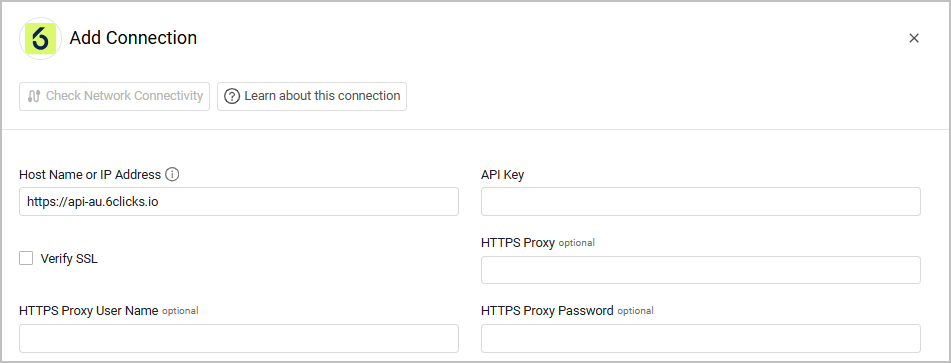 Add Connection
Check Network Connectivity
Learn about this connection
Host Name or IP Address
API Key
https://api-au.6clicks.io
HTTPS Proxy optional
Verify SSL
HTTPS Proxy User Name optional
HTTPS Proxy Password optional